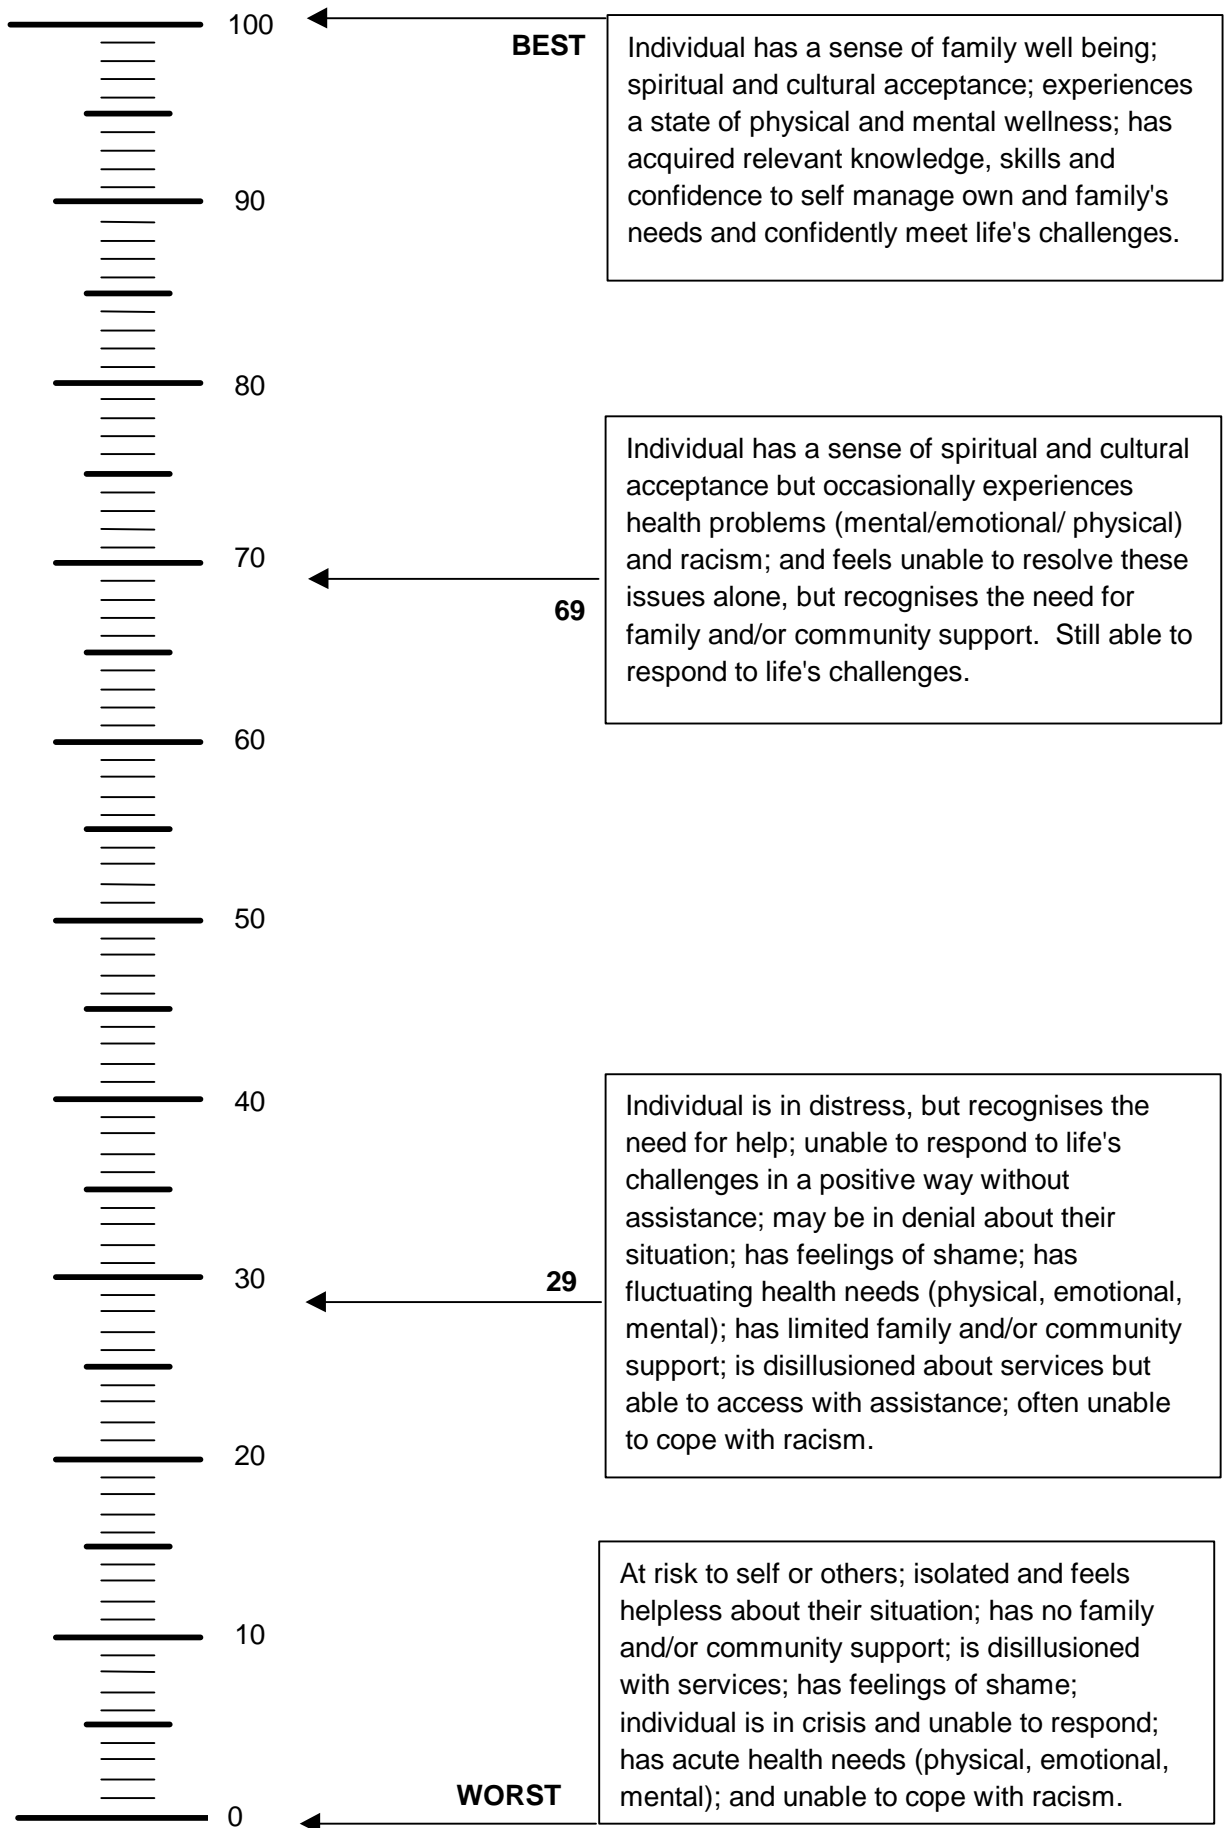 100
BEST
Individual has a sense of family well being;
spiritual and cultural acceptance; experiences
a state of physical and mental wellness; has
acquired relevant knowledge, skills and
confidence to self manage own and family's
needs and confidently meet life's challenges.
90
80
Individual has a sense of spiritual and cultural
acceptance but occasionally experiences
health problems (mental/emotional/ physical)
and racism; and feels unable to resolve these
issues alone, but recognises the need for
family and/or community support. Still able to
respond to life's challenges.
70
69
60
50
40
Individual is in distress, but recognises the
need for help; unable to respond to life's
challenges in a positive way without
assistance; may be in denial about their
situation; has feelings of shame; has
fluctuating health needs (physical, emotional,
mental); has limited family and/or community
support; is disillusioned about services but
able to access with assistance; often unable
to cope with racism.
30
29
20
At risk to self or others; isolated and feels
helpless about their situation; has no family
and/or community support; is disillusioned
with services; has feelings of shame;
individual is in crisis and unable to respond;
has acute health needs (physical, emotional,
mental); and unable to cope with racism.
10
WORST
0